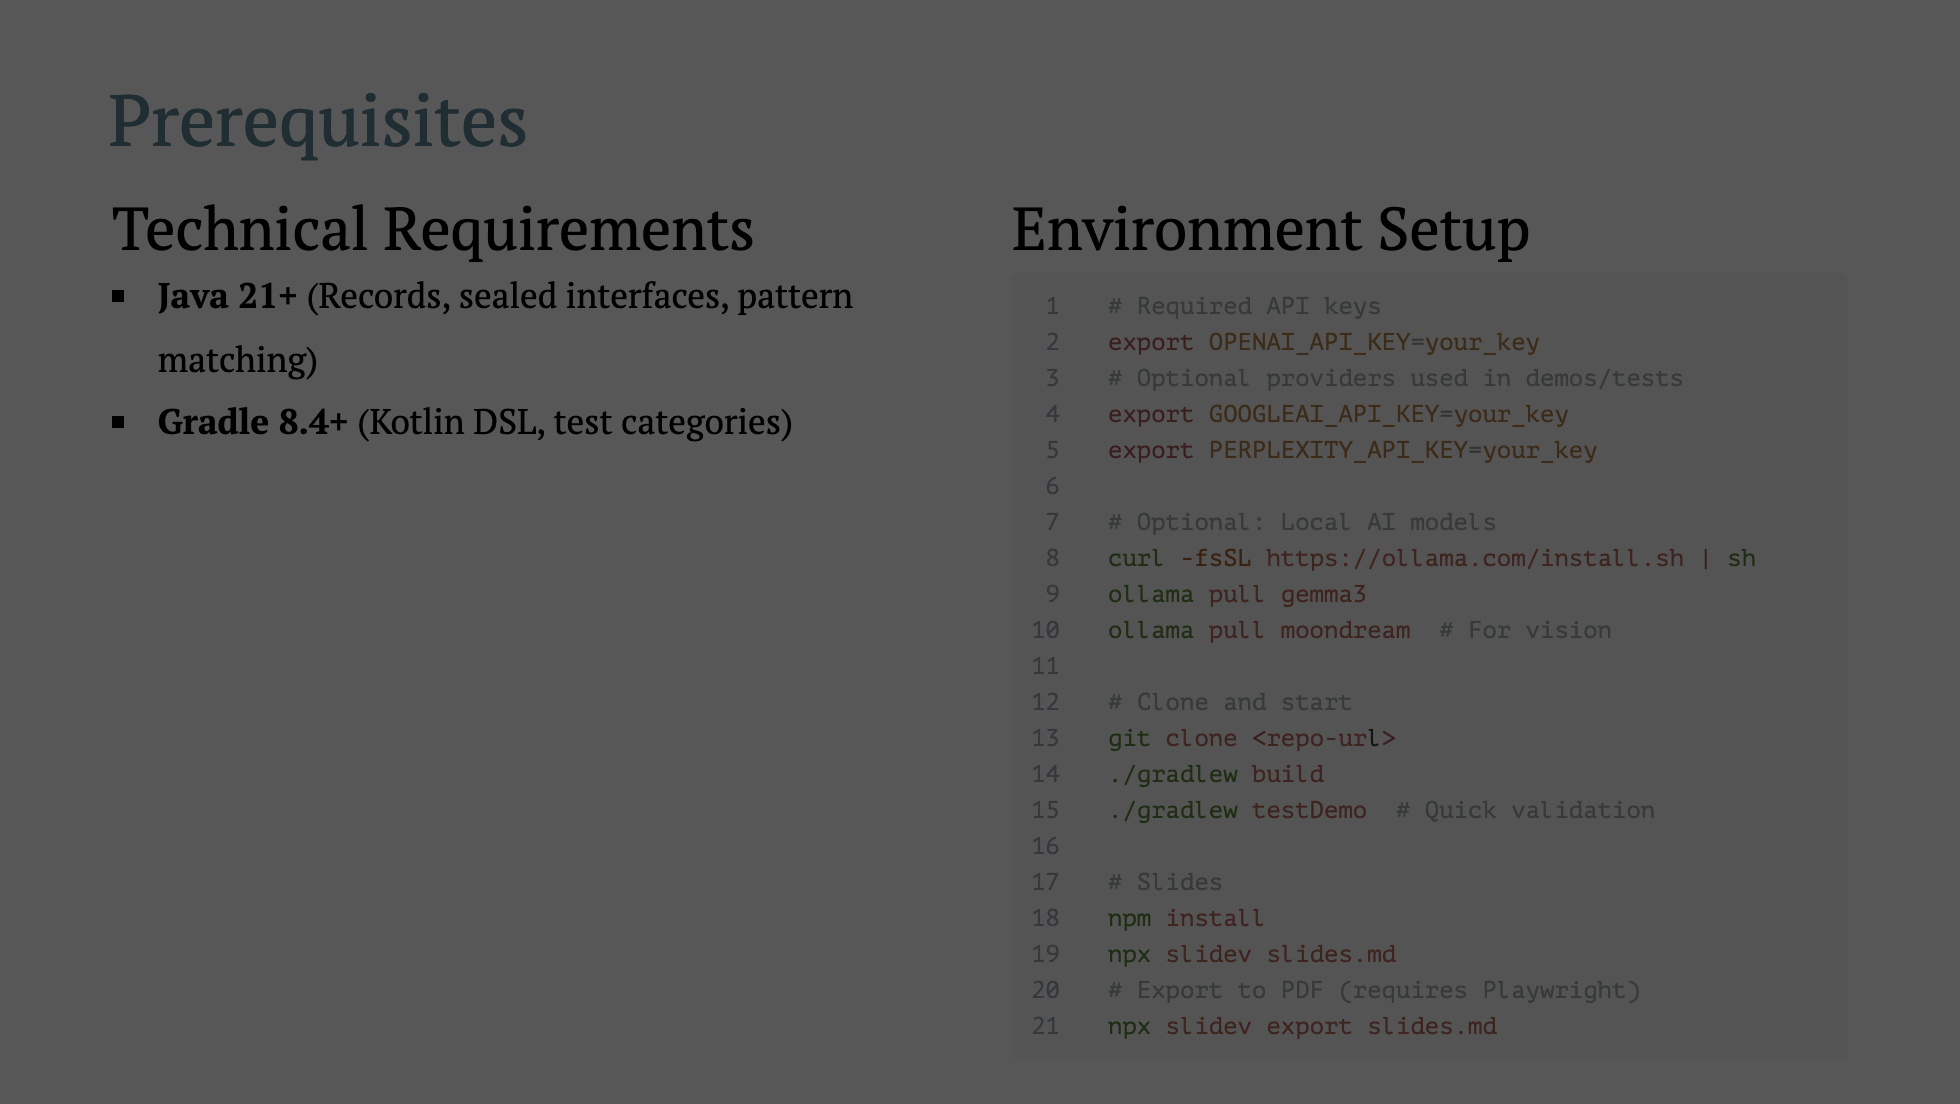 Prerequisites
Technical Requirements
▪ Java 21+ (Records, sealed interfaces, pattern
matching)
▪ Gradle 8.4+ (Kotlin DSL, test categories)
Environment Setup
1 # Required API keys
2 export OPENAI_API_KEY=your_key
3 # Optional providers used in demos/tests
4 export GOOGLEAI_API_KEY=your_key
5 export PERPLEXITY_API_KEY=your_key
6
7 # Optional: Local AI models
8 curl -fsSL https://ollama.com/install.sh | sh
9 ollama pull gemma3
10 ollama pull moondream  # For vision
11
12 # Clone and start
13 git clone <repo-url>
14 ./gradlew build
15 ./gradlew testDemo  # Quick validation
16
17 # Slides
18 npm install
19 npx slidev slides.md
20 # Export to PDF (requires Playwright)
21 npx slidev export slides.md